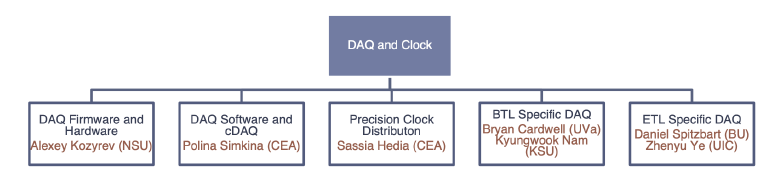 DAQ and Clock
DAQ Firmware and
Hardware
Alexey Kozyrev (NSU)
DAQ Software and
cDAQ
Polina Simkina (CEA)
Precision Clock
Distributon
Sassia Hedia (CEA)
BTL Specific DAQ
Bryan Cardwell (UVa)
Kyungwook Nam
(KSU)
ETL Specific DAQ
Daniel Spitzbart (BU)
Zhenyu Ye (UIC)